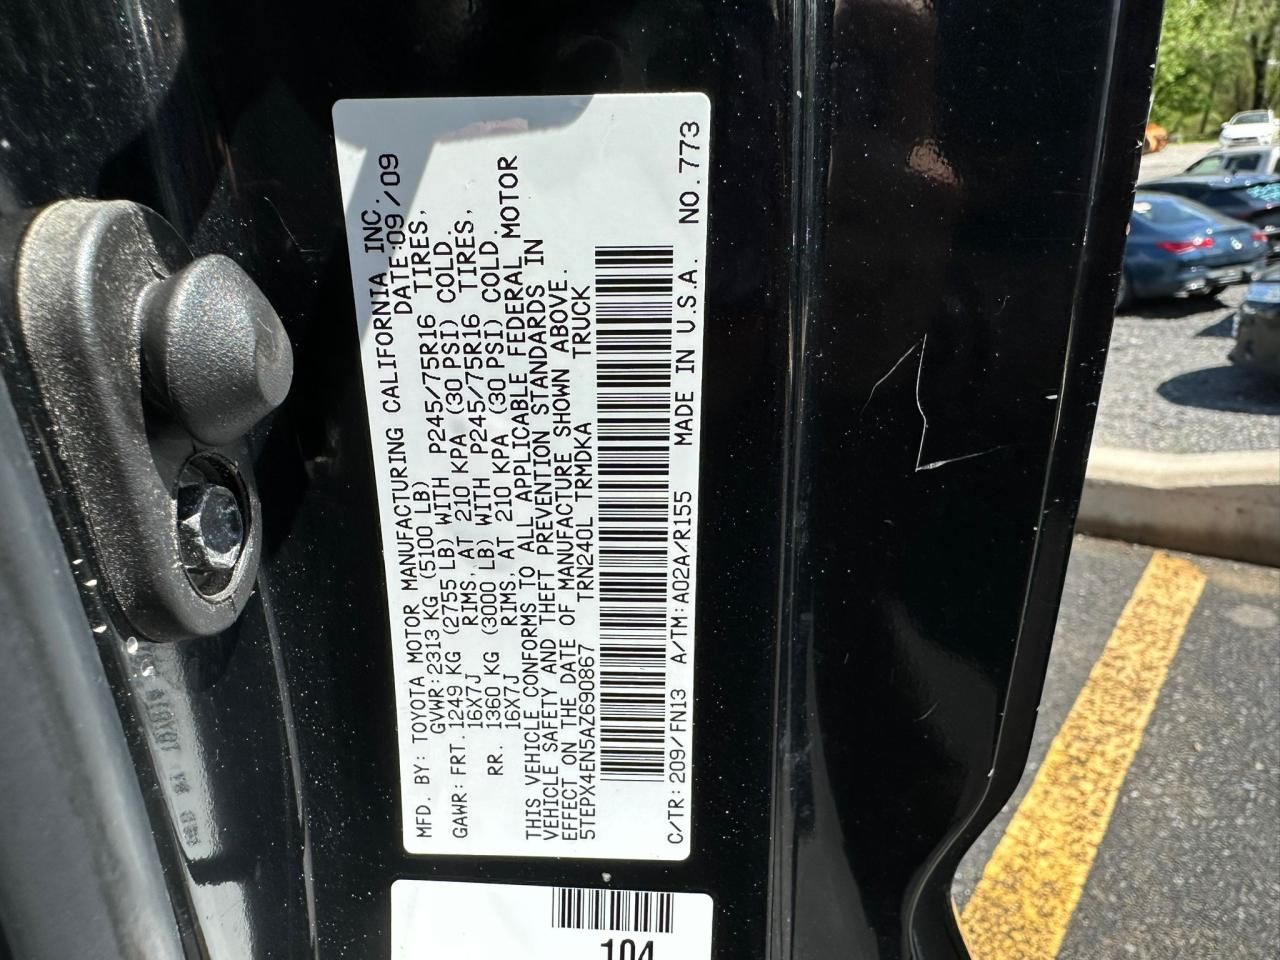 MFD. BY: TOYOTA MOTOR MANUFACTURING CALIFORNIA INC.
GVWR: 2313 KG (5100 LB) DATE: 09/09
GAWR: FRT. 1249 KG (2755 LB) WITH P245/75R16 TIRES,
16X7J RIMS, AT 210 KPA (30 PSI) COLD.
RR. 1360 KG (3000 LB) WITH P245/75R16 TIRES,
16X7J RIMS, AT 210 KPA (30 PSI) COLD.
THIS VEHICLE CONFORMS TO ALL APPLICABLE FEDERAL MOTOR
VEHICLE SAFETY AND THEFT PREVENTION STANDARDS IN
EFFECT ON THE DATE OF MANUFACTURE SHOWN ABOVE.
5TEPX4EN5AZ690867 TRN240L TRMDKA TRUCK
C/TR: 209/FN13 A/TM: A02A/R155 MADE IN U.S.A. NO. 773
104